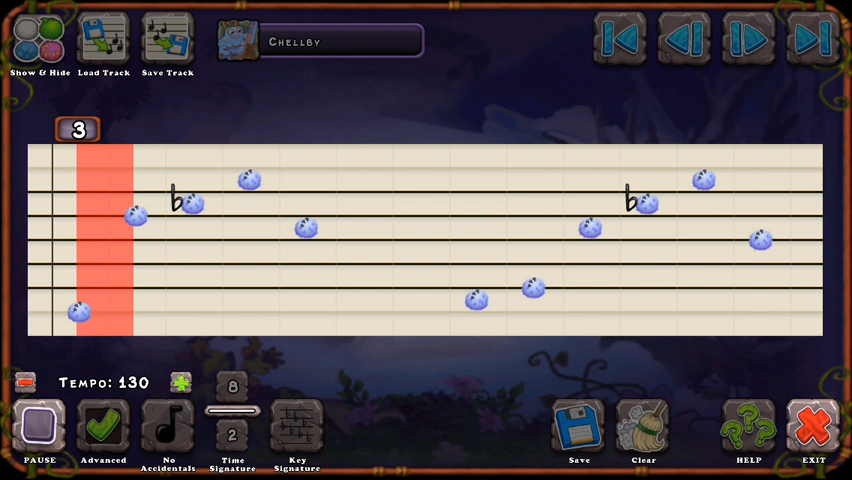 Chellby
Show & Hide
Load Track
Save Track
3
♭
♭
Tempo: 130
8
2
PAUSE
Advanced
No
Accidentals
Time
Signature
Key
Signature
Save
Clear
HELP
EXIT